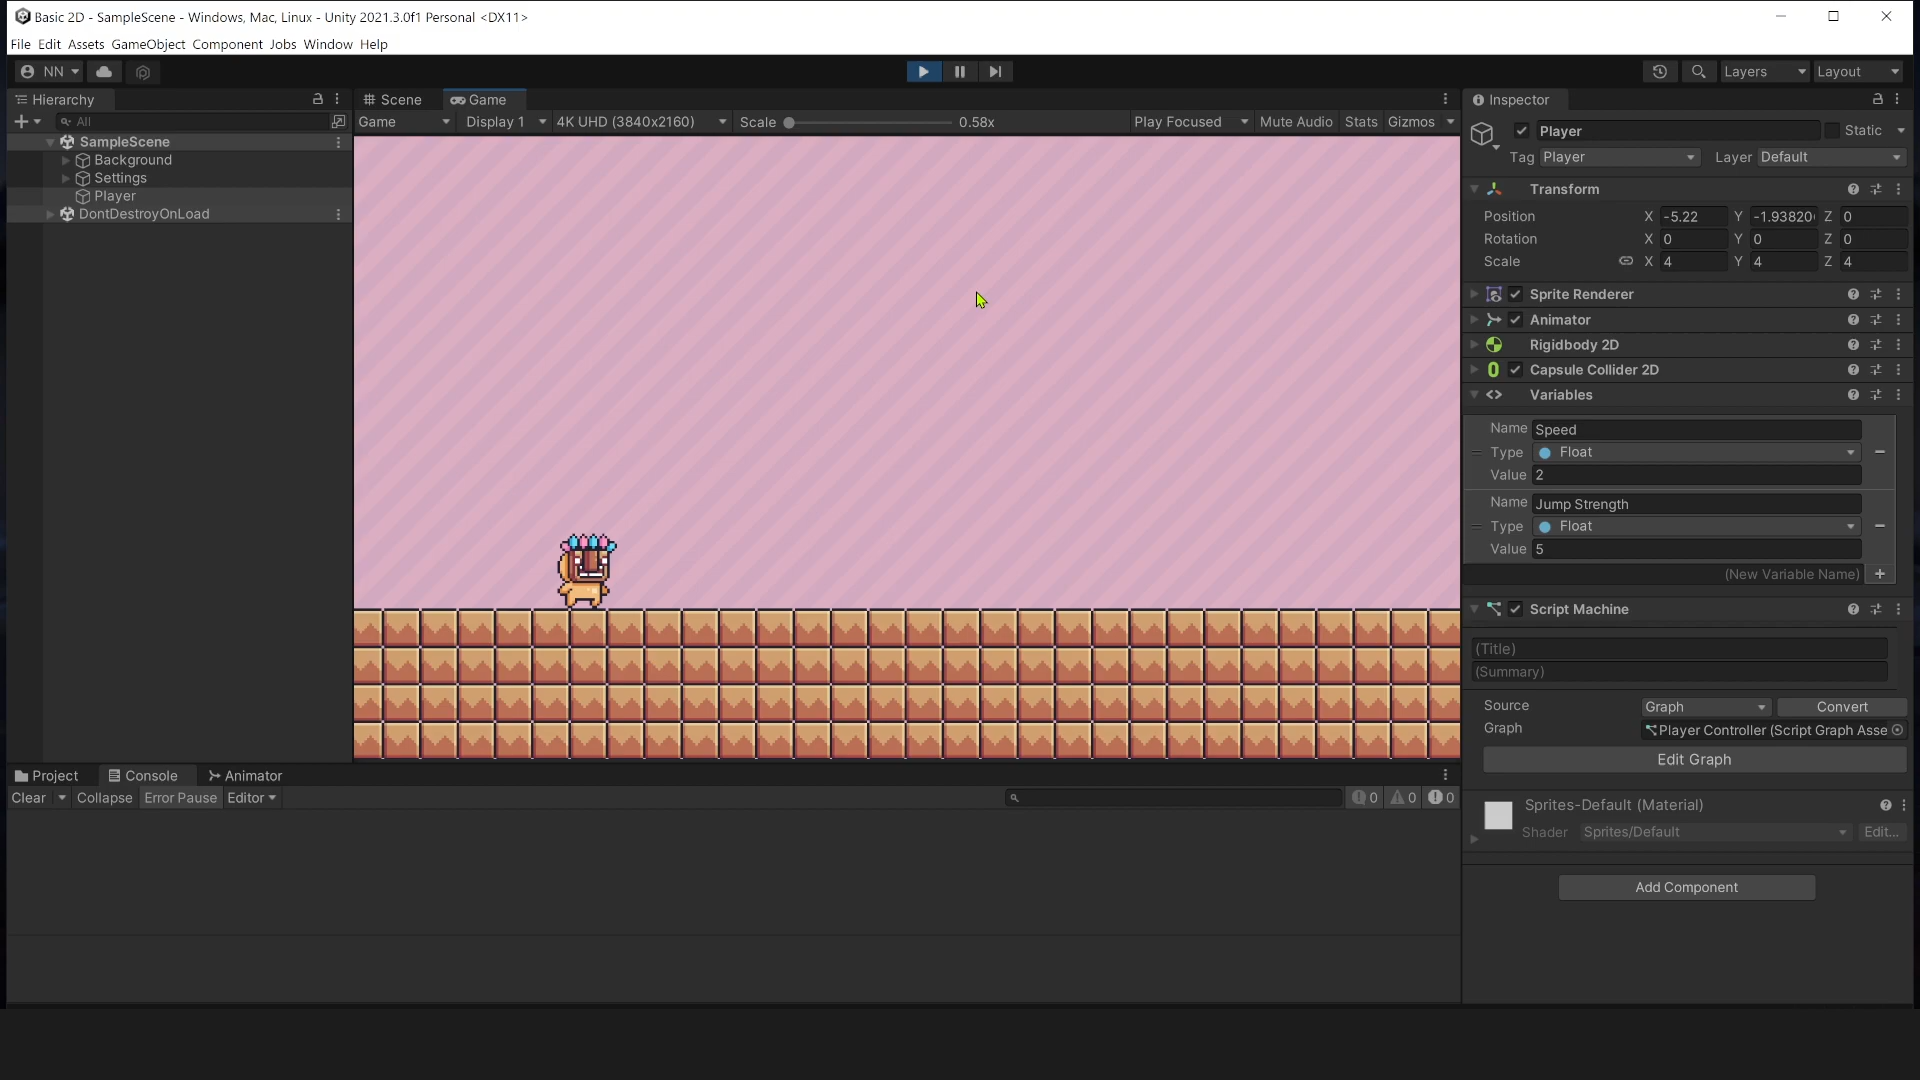 Basic 2D - SampleScene - Windows, Mac, Linux - Unity 2021.3.0f1 Personal <DX11>
File Edit Assets GameObject Component Jobs Window Help
NN
Layers
Layout
Hierarchy
All
SampleScene
Background
Settings
Player
DontDestroyOnLoad
Scene
Game
Game
Display 1
4K UHD (3840x2160)
Scale
0.58x
Play Focused
Mute Audio
Stats
Gizmos
Inspector
Player
Static
Tag Player
Layer Default
Transform
Position X -5.22 Y -1.93820 Z 0
Rotation X 0 Y 0 Z 0
Scale X 4 Y 4 Z 4
Sprite Renderer
Animator
Rigidbody 2D
Capsule Collider 2D
Variables
Name Speed
Type Float
Value 2
Name Jump Strength
Type Float
Value 5
(New Variable Name)
Script Machine
(Title)
(Summary)
Source Graph Convert
Graph Player Controller (Script Graph Asse
Edit Graph
Sprites-Default (Material)
Shader Sprites/Default Edit...
Add Component
Project
Console
Animator
Clear
Collapse
Error Pause
Editor
0
0
0